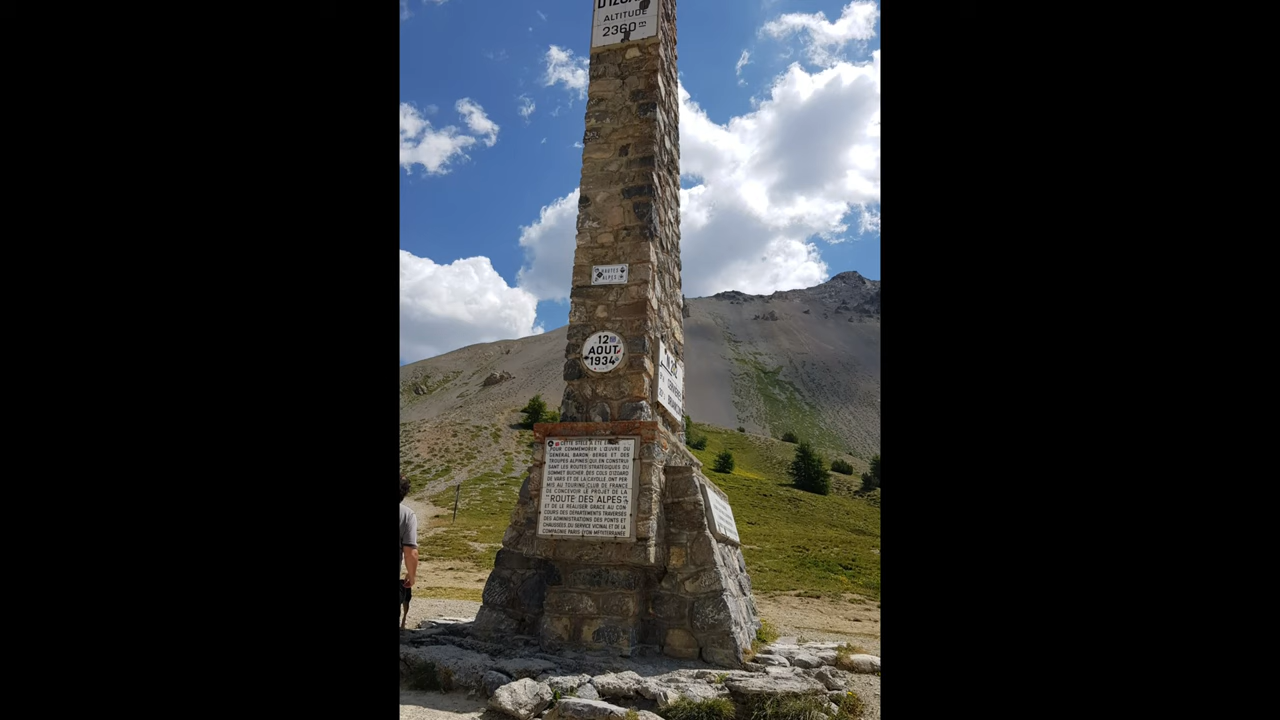 D'IZOARD
ALTITUDE
2360 m
ROUTES
ALPES
12
AOUT
1934
CETTE STELE A ETE
POUR COMMEMORER L'ŒUVRE DU
GENERAL BARON BERGE ET DES
TROUPES ALPINES QUI, EN CONSTRUI
SANT LES ROUTES STRATEGIQUES DU
SOMMET BUCHER, DES COLS D'IZOARD
DE VARS ET DE LA CAYOLLE, ONT PER
MIS AU TOURING-CLUB DE FRANCE
DE CONCEVOIR LE PROJET DE LA
"ROUTE DES ALPES"
ET DE LE REALISER GRACE AU CON
COURS DES DEPARTEMENTS TRAVERSES
DES ADMINISTRATIONS DES PONTS ET
CHAUSSEES, DU SERVICE VICINAL ET DE LA
COMPAGNIE PARIS-LYON MEDITERRANEE